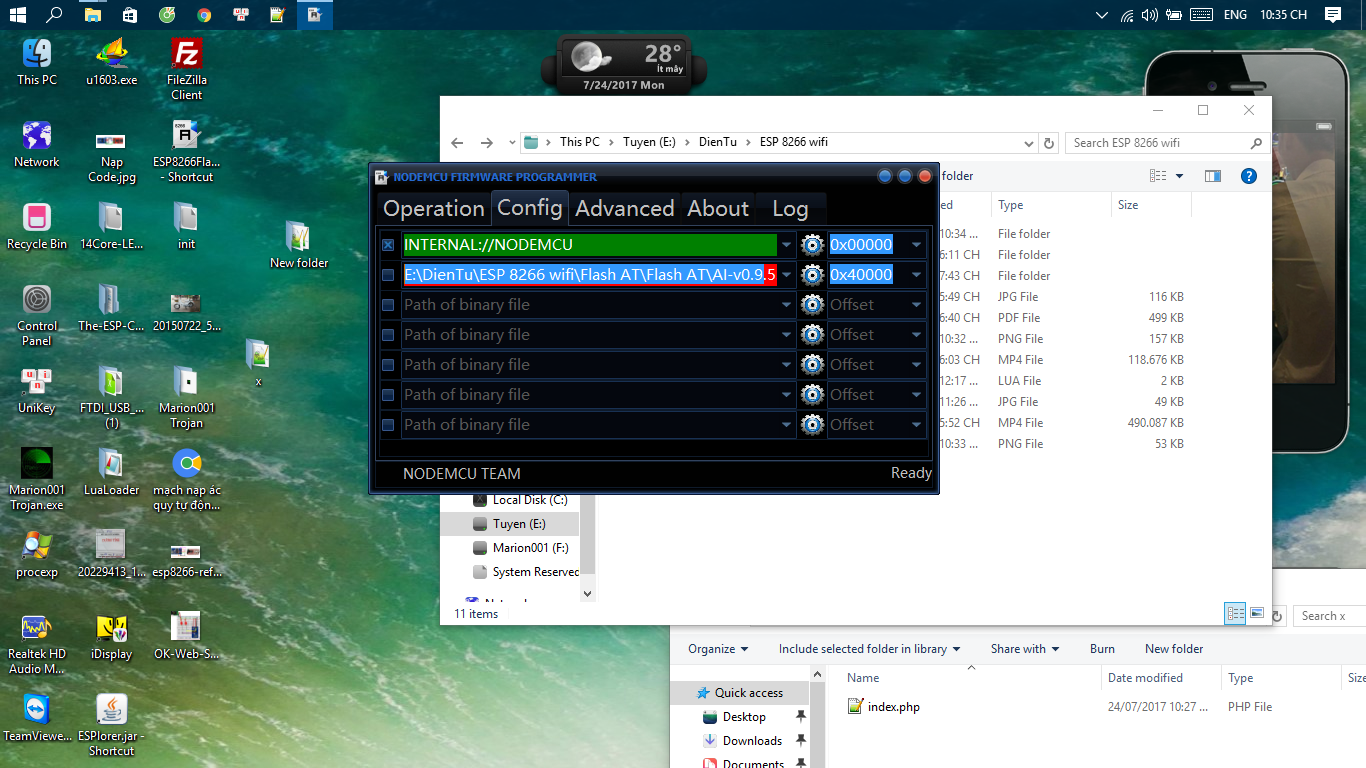 ENG 10:35 CH
This PC
u1603.exe
FileZilla
Client
Network
Nap
Code.jpg
ESP8266Fla...
- Shortcut
Recycle Bin
14Core-LE...
init
New folder
Control
Panel
The-ESP-C...
20150722_5...
x
UniKey
FTDI_USB_...
(1)
Marion001
Trojan
Marion001
Trojan.exe
LuaLoader
mạch nạp ác
quy tự độn...
procexp
20229413_1...
esp8266-ref...
Realtek HD
Audio M...
iDisplay
OK-Web-S...
TeamViewe...
ESPlorer.jar -
Shortcut
28°
Ít mây
7/24/2017 Mon
This PC > Tuyen (E:) > DienTu > ESP 8266 wifi
Search ESP 8266 wifi
folder
ed Type Size
10:34 ... File folder
6:11 CH File folder
7:43 CH File folder
5:49 CH JPG File 116 KB
6:40 CH PDF File 499 KB
10:32 ... PNG File 157 KB
6:03 CH MP4 File 118.676 KB
12:17 ... LUA File 2 KB
11:26 ... JPG File 49 KB
5:52 CH MP4 File 490.087 KB
10:33 ... PNG File 53 KB
NODEMCU FIRMWARE PROGRAMMER
Operation Config Advanced About Log
INTERNAL://NODEMCU 0x00000
E:\DienTu\ESP 8266 wifi\Flash AT\Flash AT\AI-v0.9.5 0x40000
Path of binary file Offset
Path of binary file Offset
Path of binary file Offset
Path of binary file Offset
Path of binary file Offset
NODEMCU TEAM Ready
Local Disk (C:)
Tuyen (E:)
Marion001 (F:)
System Reserved
11 items
Search x
Organize Include selected folder in library Share with Burn New folder
Quick access
Desktop
Downloads
Documents
Name Date modified Type Size
index.php 24/07/2017 10:27 ... PHP File